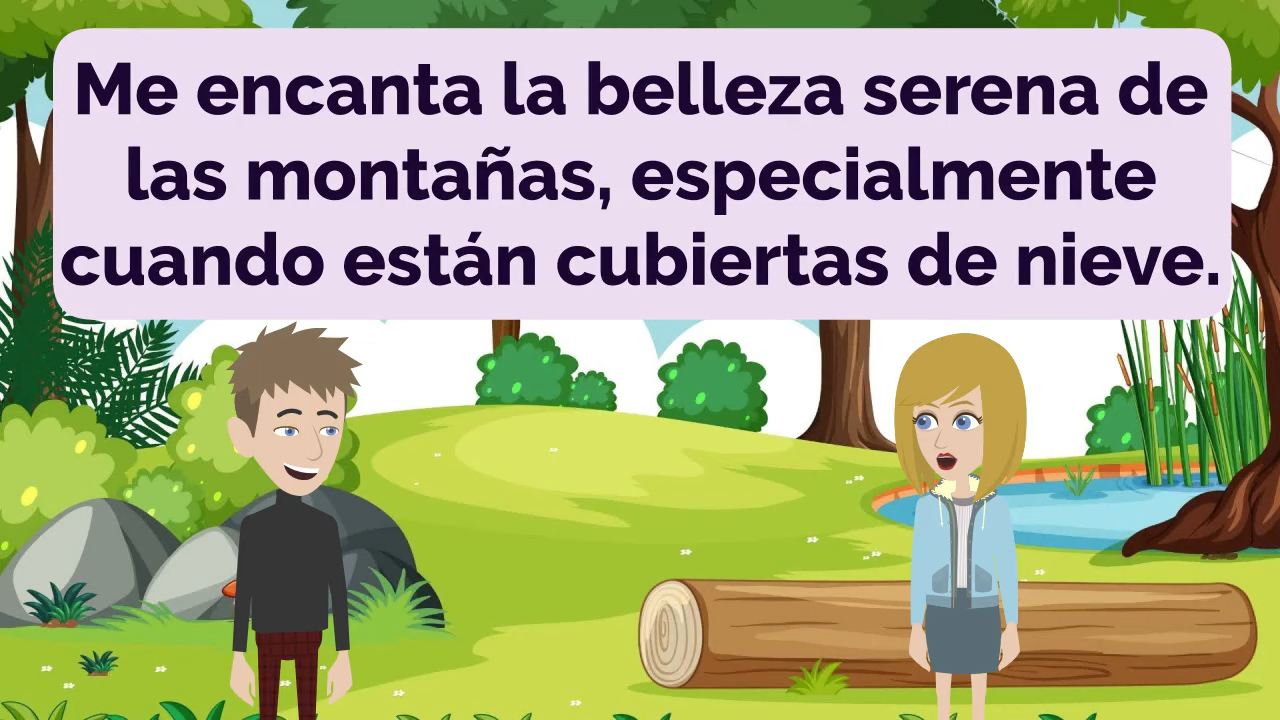 Me encanta la belleza serena de
las montañas, especialmente
cuando están cubiertas de nieve.